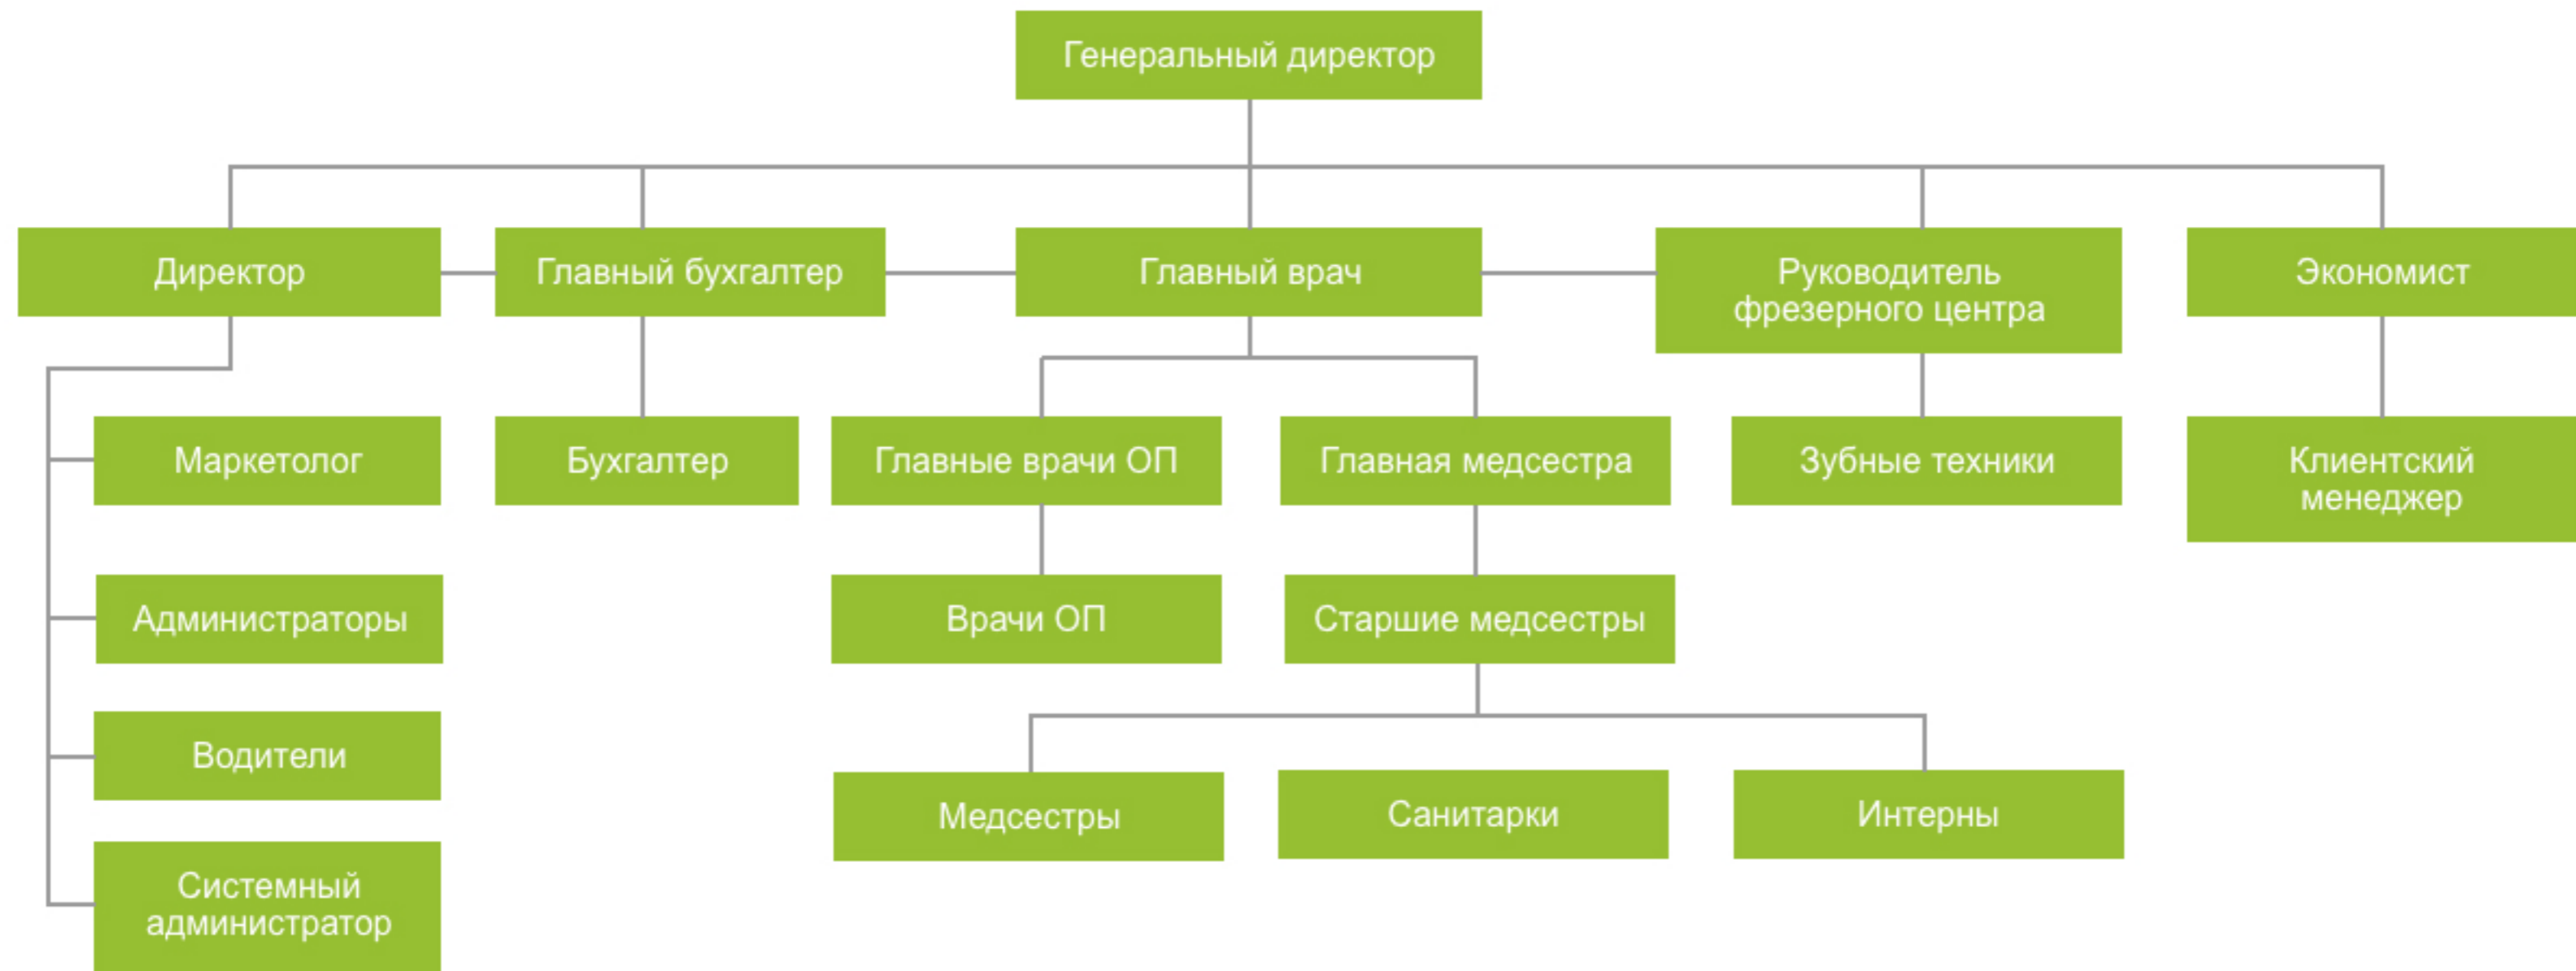 Генеральный директор
Директор
Главный бухгалтер
Главный врач
Руководитель
фрезерного центра
Экономист
Маркетолог
Бухгалтер
Главные врачи ОП
Главная медсестра
Зубные техники
Клиентский
менеджер
Администраторы
Врачи ОП
Старшие медсестры
Водители
Медсестры
Санитарки
Интерны
Системный
администратор